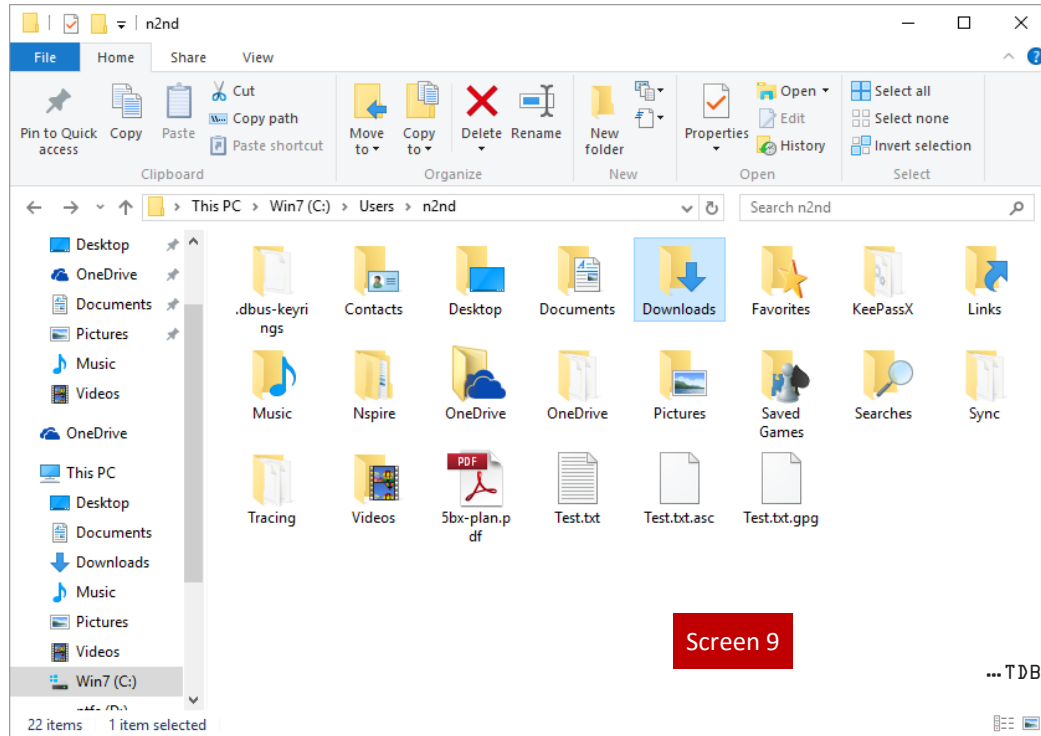 n2nd
File Home Share View
Pin to Quick access
Copy
Paste
Cut
Copy path
Paste shortcut
Clipboard
Move to
Copy to
Delete
Rename
Organize
New folder
New
Properties
Open
Edit
History
Open
Select all
Select none
Invert selection
Select
This PC > Win7 (C:) > Users > n2nd
Search n2nd
Desktop
OneDrive
Documents
Pictures
Music
Videos
OneDrive
This PC
Desktop
Documents
Downloads
Music
Pictures
Videos
Win7 (C:)
.dbus-keyri
ngs
Contacts
Desktop
Documents
Downloads
Favorites
KeePassX
Links
Music
Nspire
OneDrive
OneDrive
Pictures
Saved
Games
Searches
Sync
Tracing
Videos
PDF
5bx-plan.p
df
Test.txt
Test.txt.asc
Test.txt.gpg
Screen 9
...TDB
22 items 1 item selected